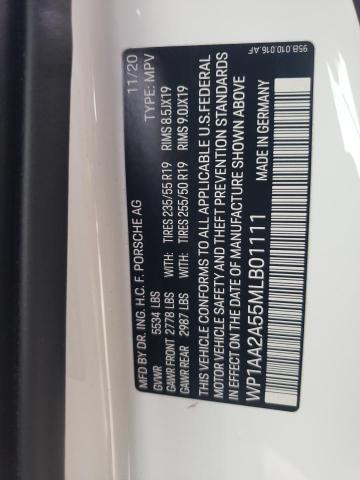 95B.010.016.AF
MFD BY DR. ING. H.C. F. PORSCHE AG 11/20
GVWR 5534 LBS TYPE: MPV
GAWR FRONT 2778 LBS WITH: TIRES 235/55 R19 RIMS 8.5JX19
GAWR REAR 2987 LBS WITH: TIRES 255/50 R19 RIMS 9.0JX19
THIS VEHICLE CONFORMS TO ALL APPLICABLE U.S. FEDERAL
MOTOR VEHICLE SAFETY AND THEFT PREVENTION STANDARDS
IN EFFECT ON THE DATE OF MANUFACTURE SHOWN ABOVE
WP1AA2A55MLB01111 MADE IN GERMANY